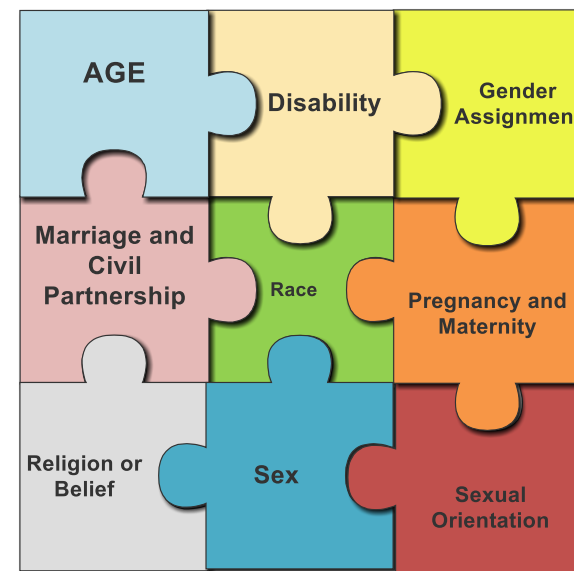 AGE
Disability
Gender
Assignmen
Marriage and
Civil
Partnership
Race
Pregnancy and
Maternity
Religion or
Belief
Sex
Sexual
Orientation